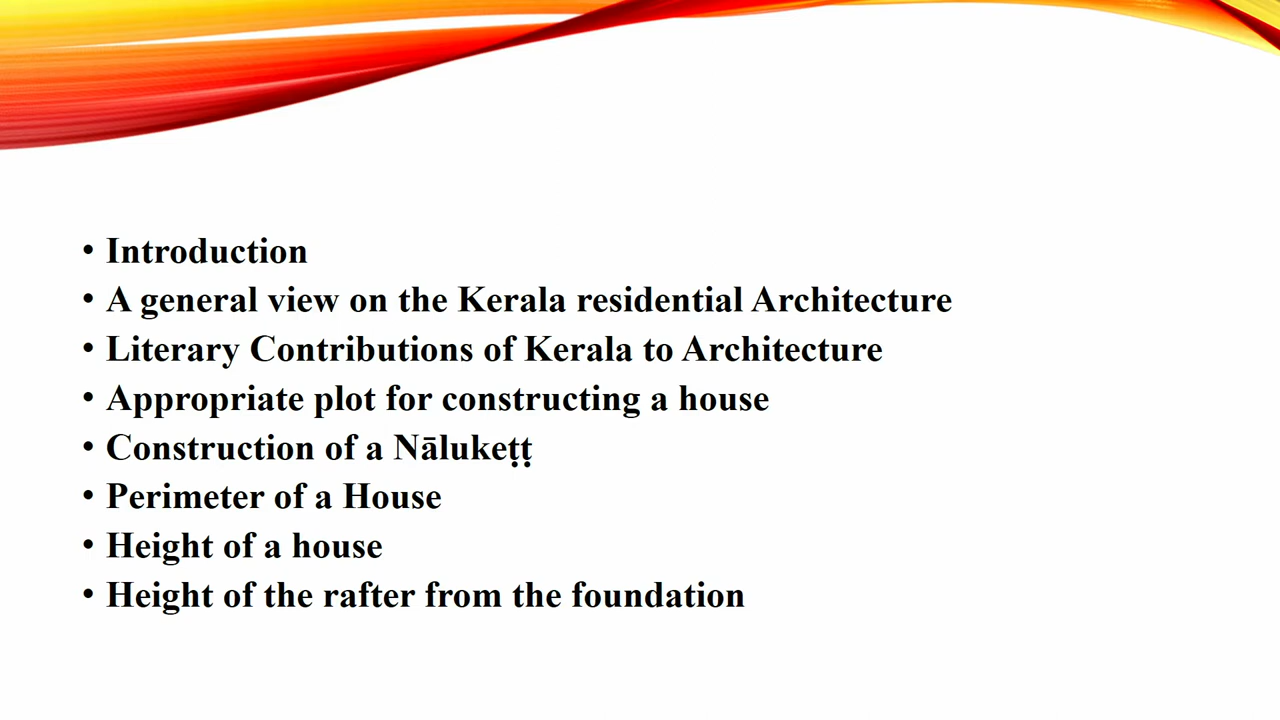 • Introduction
• A general view on the Kerala residential Architecture
• Literary Contributions of Kerala to Architecture
• Appropriate plot for constructing a house
• Construction of a Nālukeṭṭ
• Perimeter of a House
• Height of a house
• Height of the rafter from the foundation